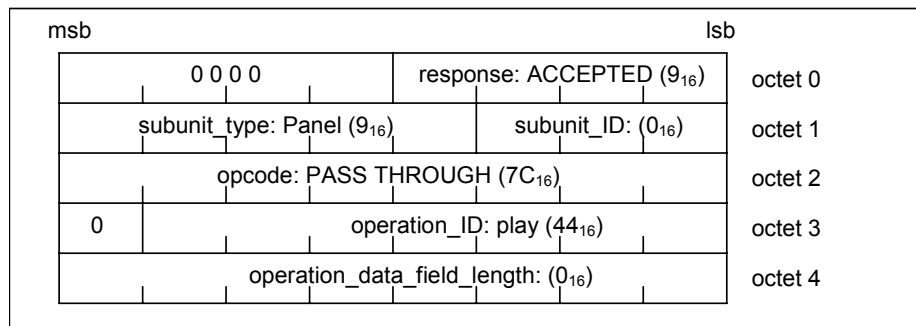 msb lsb
0 0 0 0 response: ACCEPTED (9₁₆) octet 0
subunit_type: Panel (9₁₆) subunit_ID: (0₁₆) octet 1
opcode: PASS THROUGH (7C₁₆) octet 2
0 operation_ID: play (44₁₆) octet 3
operation_data_field_length: (0₁₆) octet 4